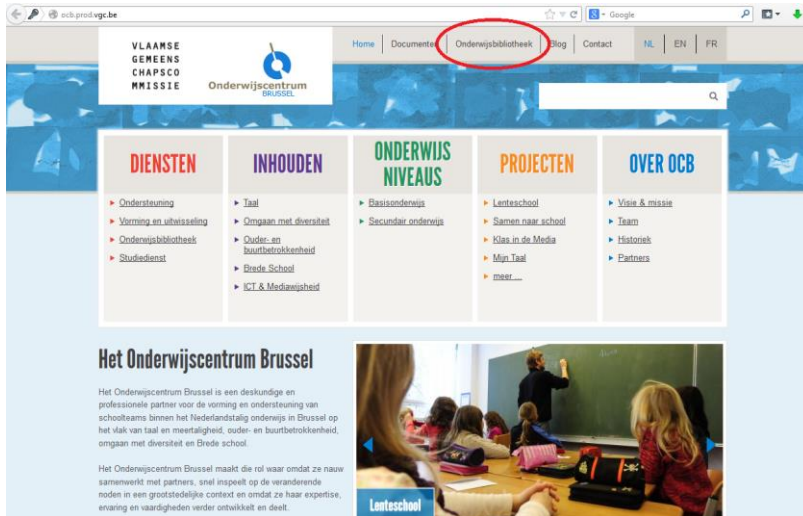 ocb.prod.vgc.be
Google
VLAAMSE
GEMEENS
CHAPSCO
MMISSIE
Onderwijscentrum
BRUSSEL
Home
Documenten
Onderwijsbibliotheek
Blog
Contact
NL
EN
FR
DIENSTEN
Ondersteuning
Vorming en uitwisseling
Onderwijsbibliotheek
Studiedienst
INHOUDEN
Taal
Omgaan met diversiteit
Ouder- en
buurtbetrokkenheid
Brede School
ICT & Mediawijsheid
ONDERWIJS
NIVEAUS
Basisonderwijs
Secundair onderwijs
PROJECTEN
Lenteschool
Samen naar school
Klas in de Media
Mijn Taal
meer ...
OVER OCB
Visie & missie
Team
Historiek
Partners
Het Onderwijscentrum Brussel
Het Onderwijscentrum Brussel is een deskundige en
professionele partner voor de vorming en ondersteuning van
schoolteams binnen het Nederlandstalig onderwijs in Brussel op
het vlak van taal en meertaligheid, ouder- en buurtbetrokkenheid,
omgaan met diversiteit en Brede school.
Het Onderwijscentrum Brussel maakt die rol waar omdat ze nauw
samenwerkt met partners, snel inspeelt op de veranderende
noden in een grootstedelijke context en omdat ze haar expertise,
ervaring en vaardigheden verder ontwikkelt en deelt.
Lenteschool